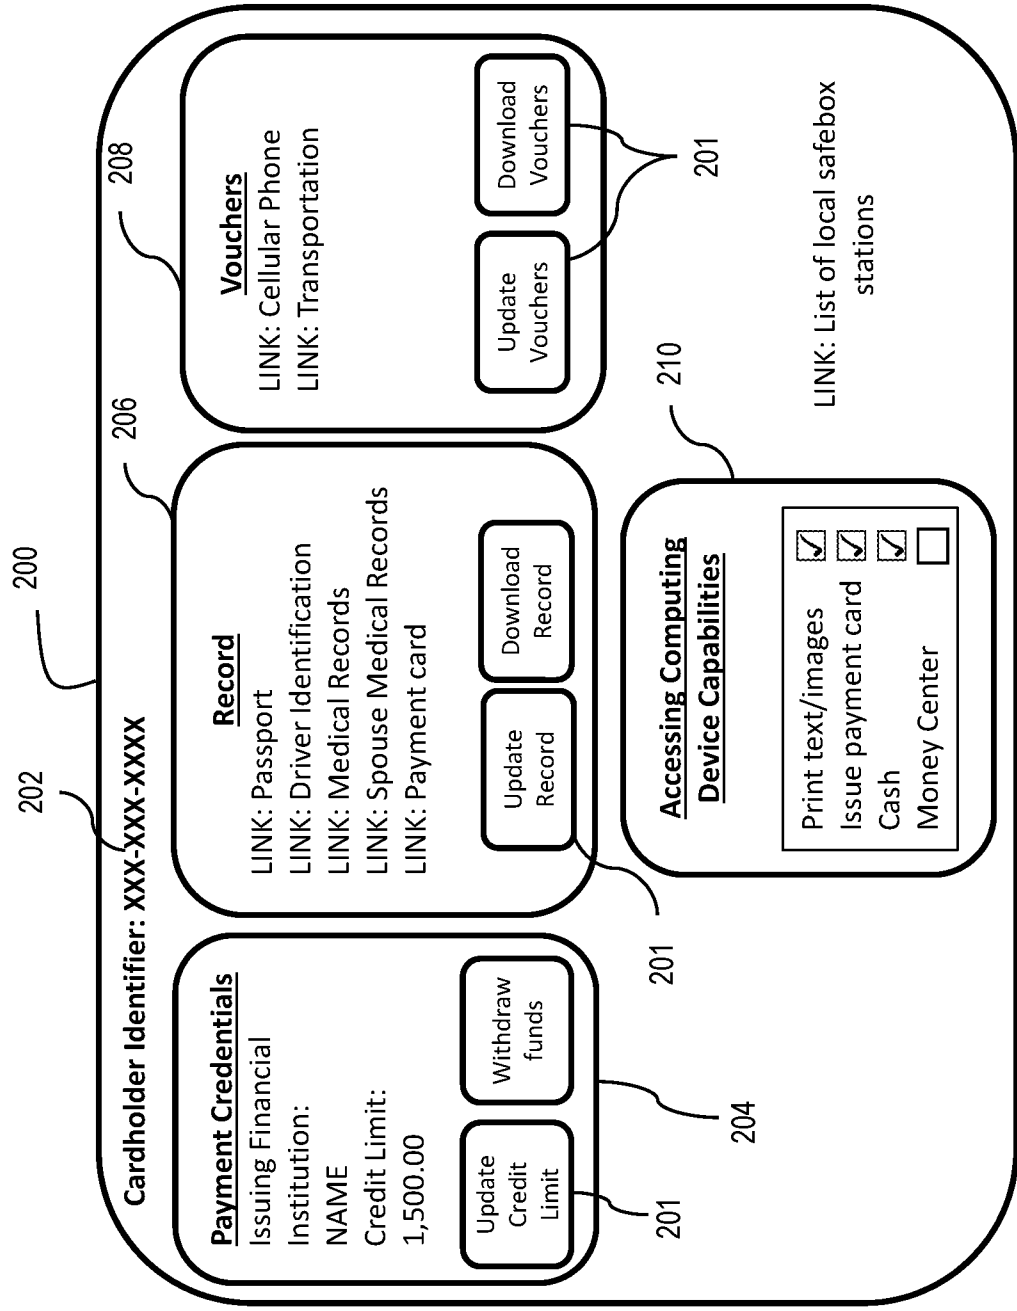 200
202
Cardholder Identifier: XXX-XXX-XXXX
206
208
Payment Credentials
Issuing Financial
Institution:
NAME
Credit Limit:
1,500.00
Update
Credit
Limit
Withdraw
funds
201
204
Record
LINK: Passport
LINK: Driver Identification
LINK: Medical Records
LINK: Spouse Medical Records
LINK: Payment card
Update
Record
Download
Record
201
Vouchers
LINK: Cellular Phone
LINK: Transportation
Update
Vouchers
Download
Vouchers
201
210
Accessing Computing
Device Capabilities
Print text/images
Issue payment card
Cash
Money Center
LINK: List of local safebox
stations